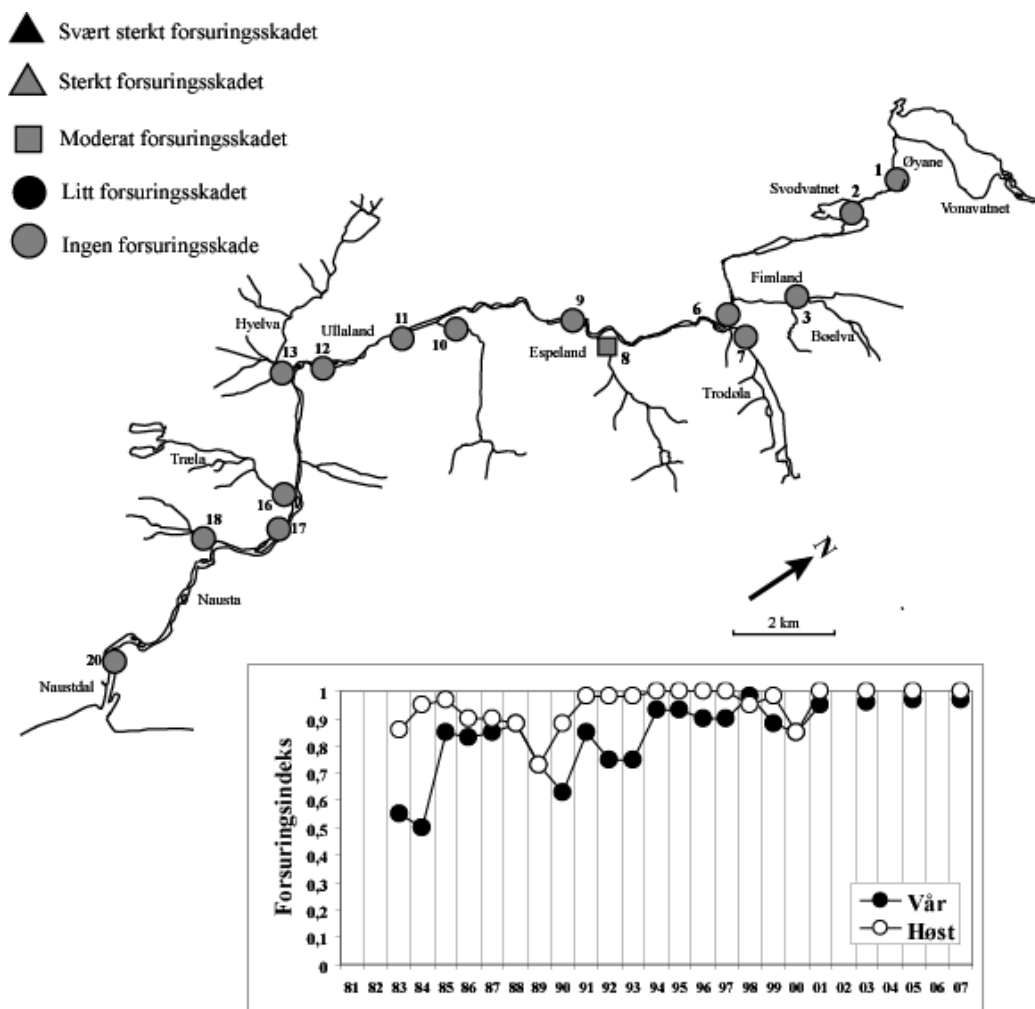 Svært sterkt forsuringsskadet
Sterkt forsuringsskadet
Moderat forsuringsskadet
Litt forsuringsskadet
Ingen forsuringsskade
1
Øyane
Svodvatnet
2
Vonavatnet
Fimland
3
Bøelva
6
7
Trodøla
9
Espeland
8
Ullaland
11
10
Hyelva
13
12
Træla
16
17
18
Nausta
20
Naustdal
N
2 km
Forsuringsindeks
1
0,9
0,8
0,7
0,6
0,5
0,4
0,3
0,2
0,1
0
Vår
Høst
81 82 83 84 85 86 87 88 89 90 91 92 93 94 95 96 97 98 99 00 01 02 03 04 05 06 07